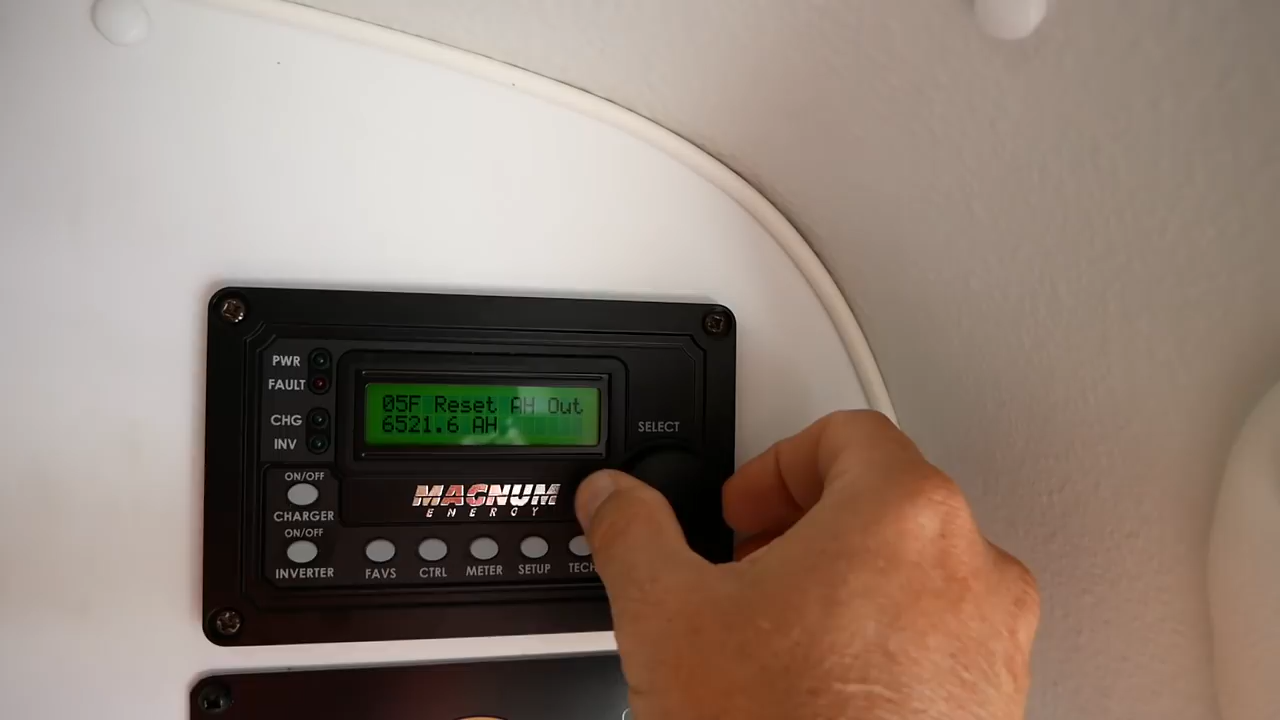 PWR
FAULT
CHG
INV
05F Reset AH Out
6521.6 AH
SELECT
ON/OFF
CHARGER
ON/OFF
INVERTER
MAGNUM
ENERGY
FAVS
CTRL
METER
SETUP
TECH